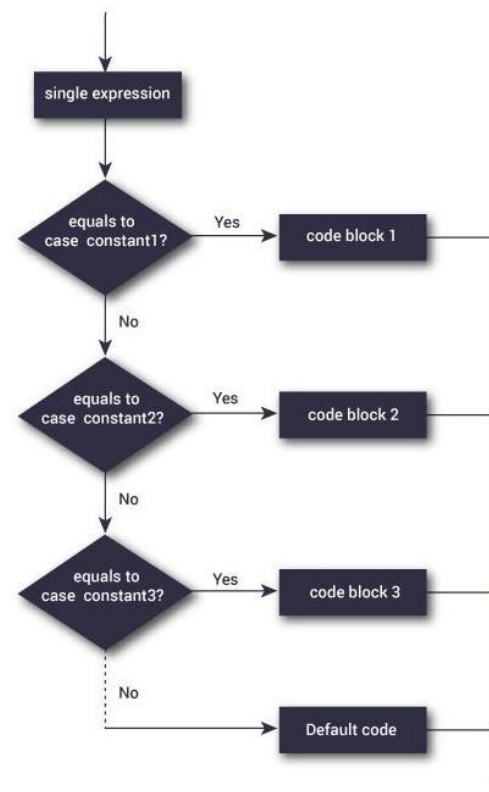 single expression
equals to
case constant1?
Yes
code block 1
No
equals to
case constant2?
Yes
code block 2
No
equals to
case constant3?
Yes
code block 3
No
Default code